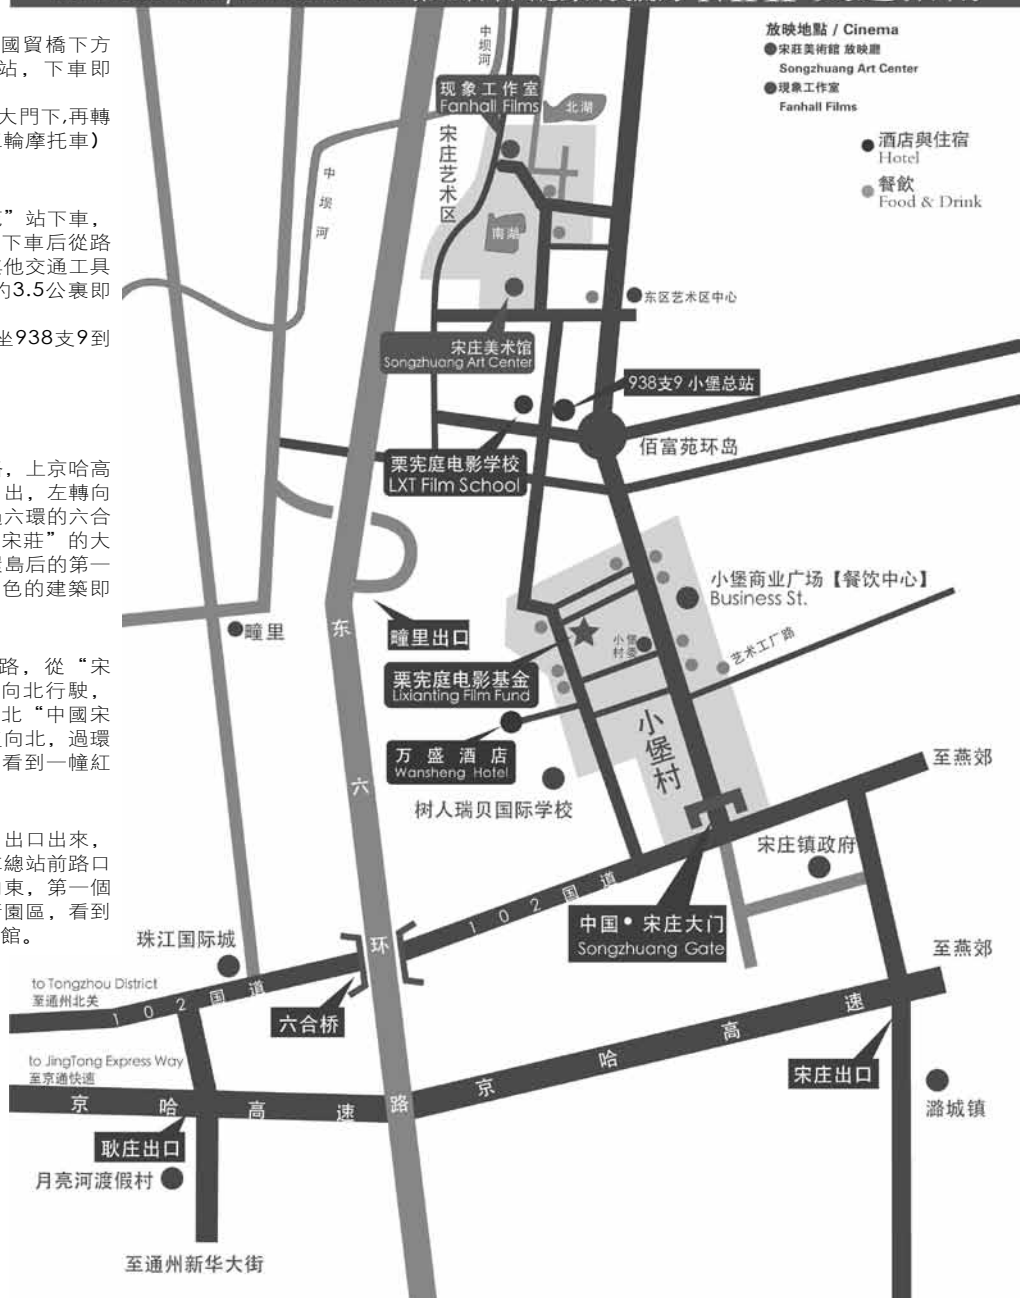 國貿橋下方
站，下車即
大門下,再轉
輪摩托車）
”站下車，
下車后從路
其他交通工具
約3.5公裏即
坐938支9到
，上京哈高
出，左轉向
過六環的六合
宋莊”的大
環島后的第一
色的建築即
路，從“宋
向北行駛，
北“中國宋
向北，過環
看到一幢紅
出口出來，
總站前路口
向東，第一個
園區，看到
館。
放映地點 / Cinema
宋莊美術館 放映廳
Songzhuang Art Center
現象工作室
Fanhall Films
酒店與住宿
Hotel
餐飲
Food & Drink
中坝河
现象工作室
Fanhall Films
北湖
宋庄艺术区
中坝河
南湖
东区艺术区中心
宋庄美术馆
Songzhuang Art Center
938支9 小堡总站
佰富苑环岛
栗宪庭电影学校
LXT Film School
小堡商业广场【餐饮中心】
Business St.
疃里
东
疃里出口
小堡
村委
艺术工厂路
栗宪庭电影基金
Lixianting Film Fund
小堡村
万盛酒店
Wansheng Hotel
至燕郊
六
树人瑞贝国际学校
宋庄镇政府
102国道
中国•宋庄大门
Songzhuang Gate
珠江国际城
环
至燕郊
to Tongzhou District
至通州北关
102国道
六合桥
京哈高速
to JingTong Express Way
至京通快速
宋庄出口
京哈高速
路
潞城镇
耿庄出口
月亮河渡假村
至通州新华大街